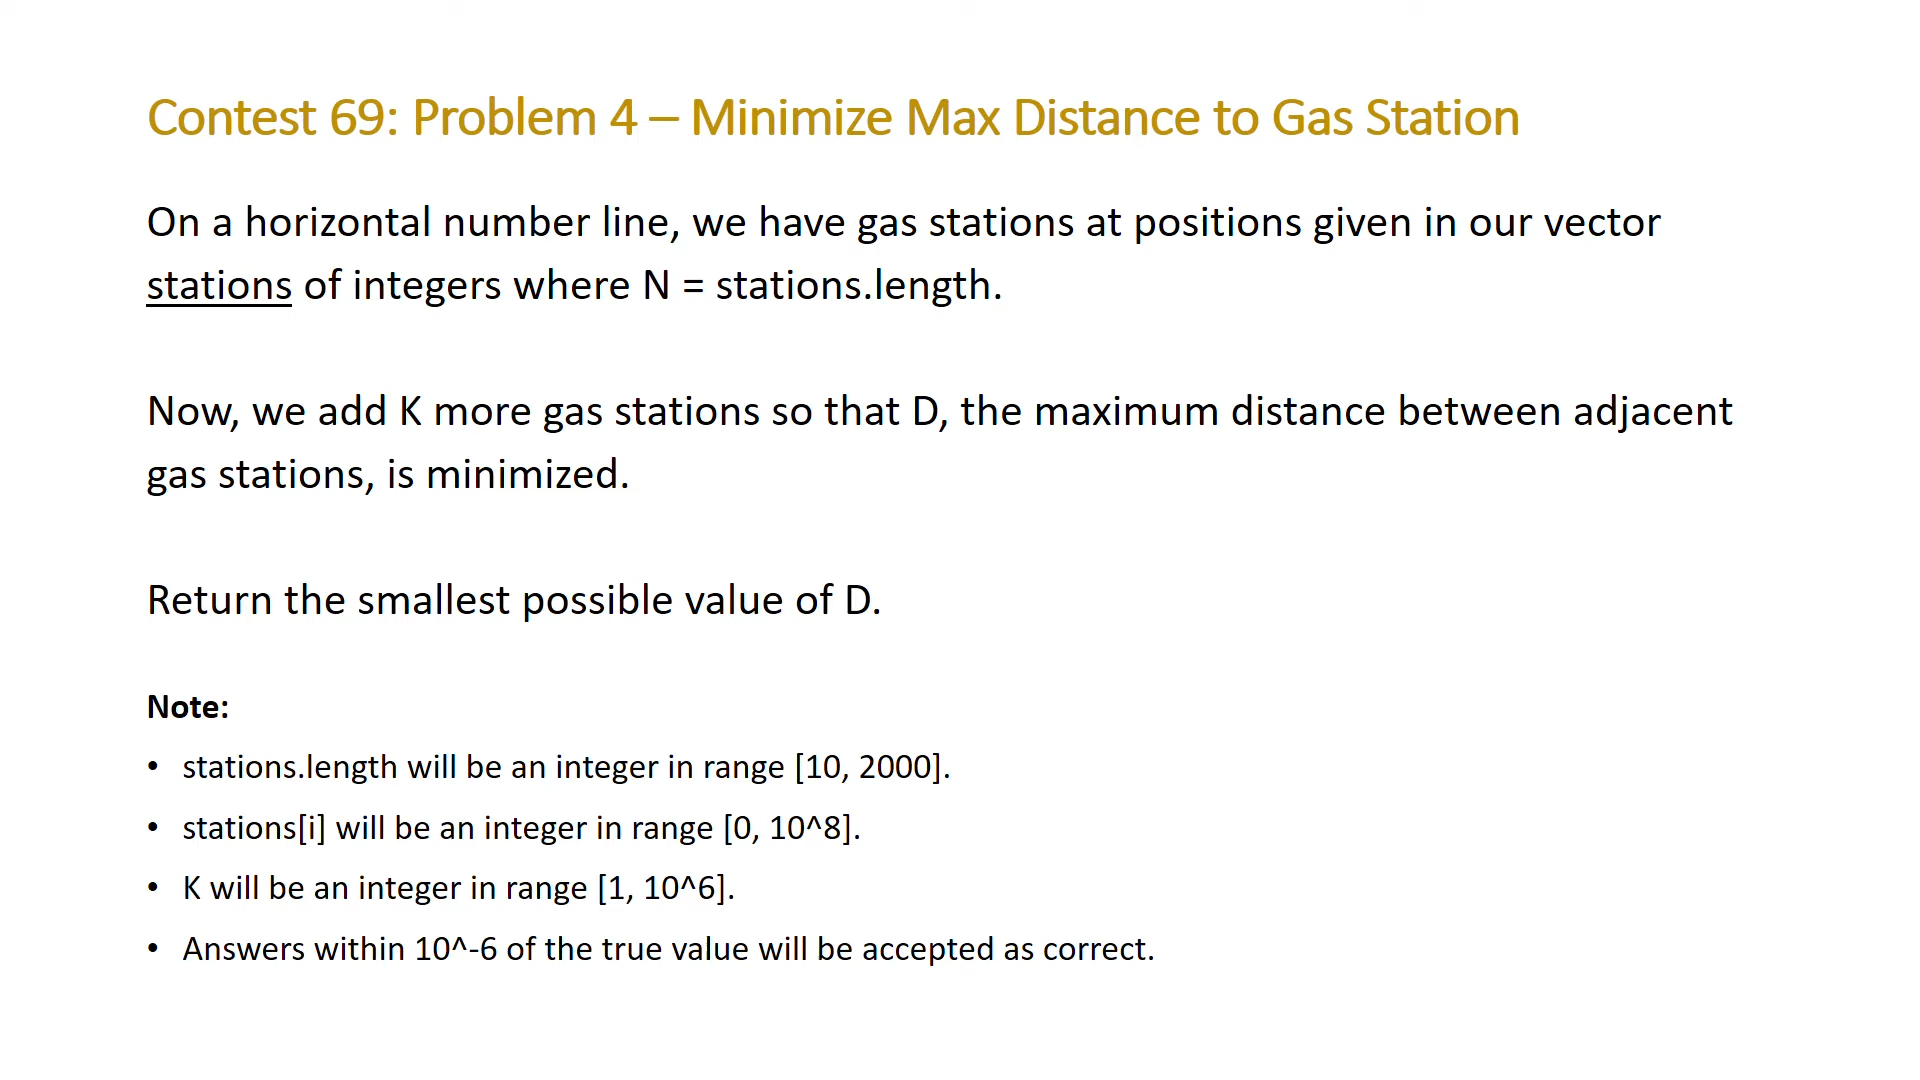 Contest 69: Problem 4 – Minimize Max Distance to Gas Station
On a horizontal number line, we have gas stations at positions given in our vector
stations of integers where N = stations.length.
Now, we add K more gas stations so that D, the maximum distance between adjacent
gas stations, is minimized.
Return the smallest possible value of D.
Note:
• stations.length will be an integer in range [10, 2000].
• stations[i] will be an integer in range [0, 10^8].
• K will be an integer in range [1, 10^6].
• Answers within 10^-6 of the true value will be accepted as correct.